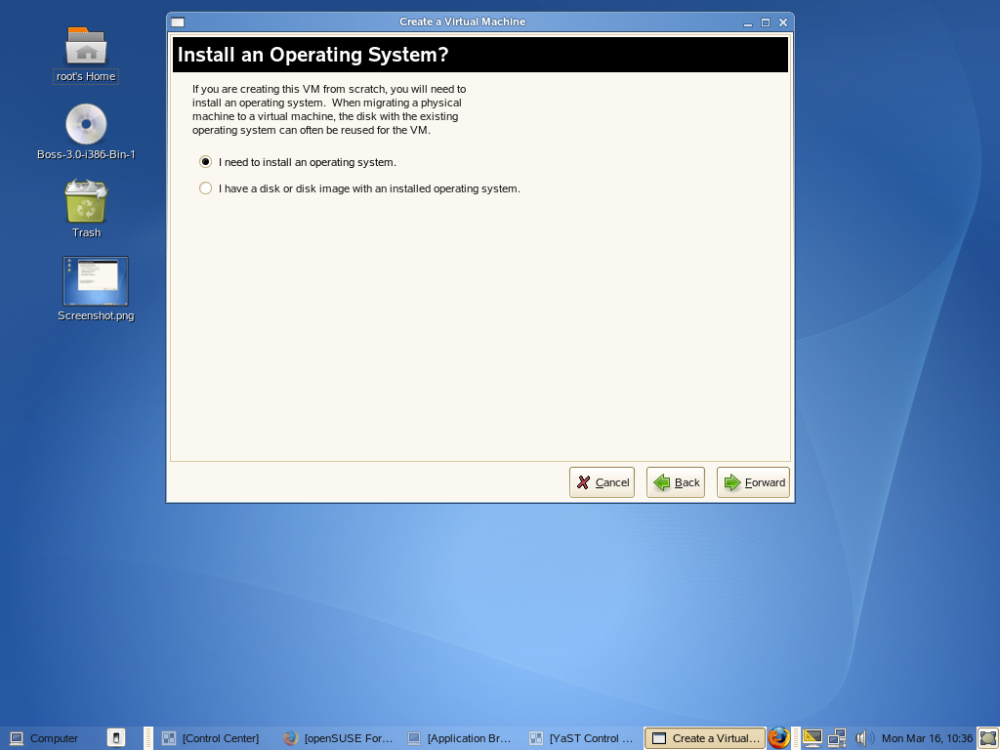 Create a Virtual Machine
Install an Operating System?
If you are creating this VM from scratch, you will need to
install an operating system.  When migrating a physical
machine to a virtual machine, the disk with the existing
operating system can often be reused for the VM.
I need to install an operating system.
I have a disk or disk image with an installed operating system.
Cancel
Back
Forward
root's Home
Boss-3.0-i386-Bin-1
Trash
Screenshot.png
Computer
[Control Center]
[openSUSE For...
[Application Br...
[YaST Control ...
Create a Virtual...
Mon Mar 16, 10:36